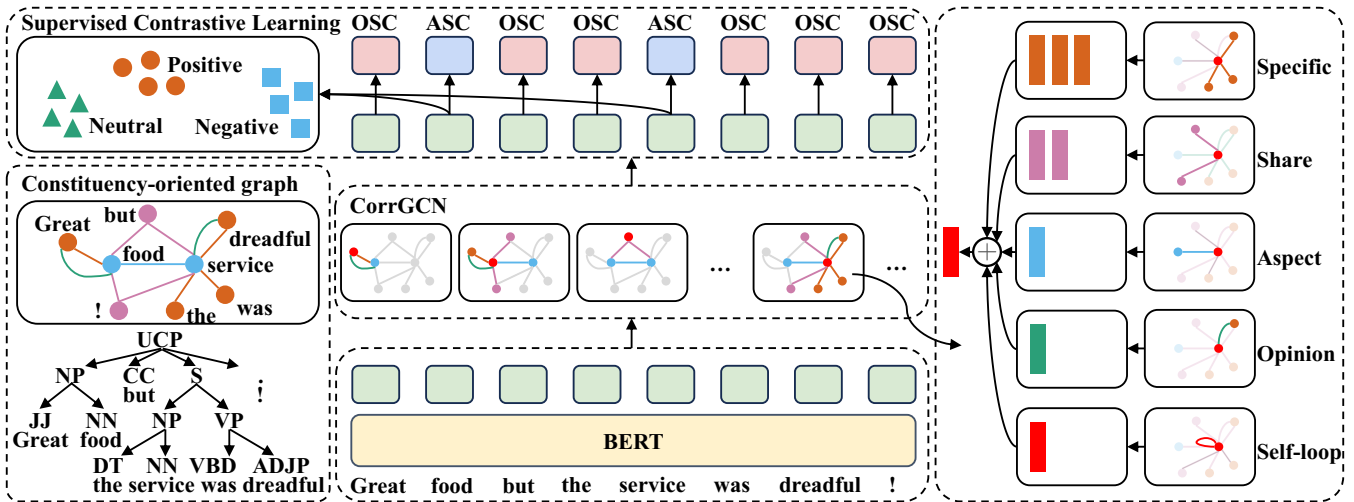 Supervised Contrastive Learning
Positive
Neutral
Negative
OSC ASC OSC OSC ASC OSC OSC OSC
Constituency-oriented graph
but
Great
dreadful
food
service
!
the
was
UCP
NP CC S .
but !
JJ NN NP VP
Great food
DT NN VBD ADJP
the service was dreadful
CorrGCN
... ...
BERT
Great food but the service was dreadful !
Specific
Share
+
Aspect
Opinion
Self-loop